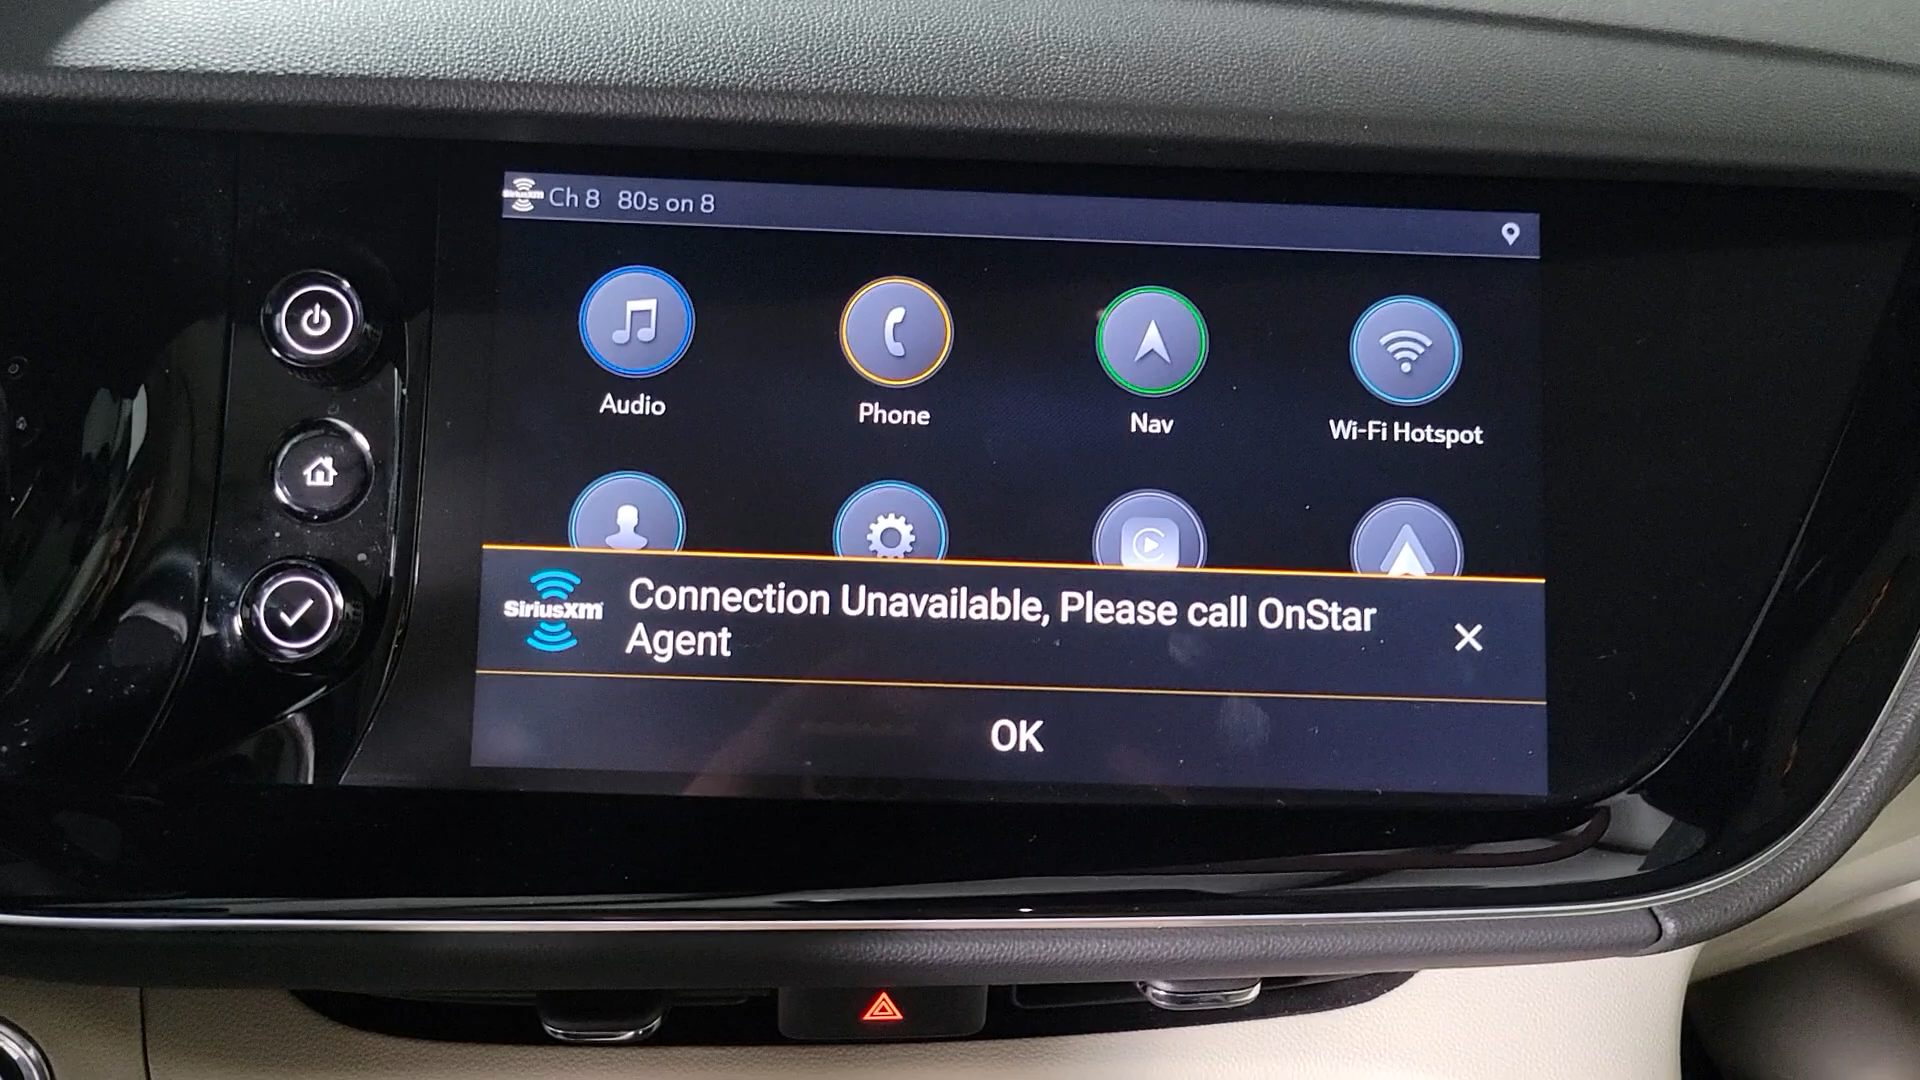 SiriusXM Ch 8 80s on 8
Audio
Phone
Nav
Wi-Fi Hotspot
SiriusXM
Connection Unavailable, Please call OnStar
Agent
OK